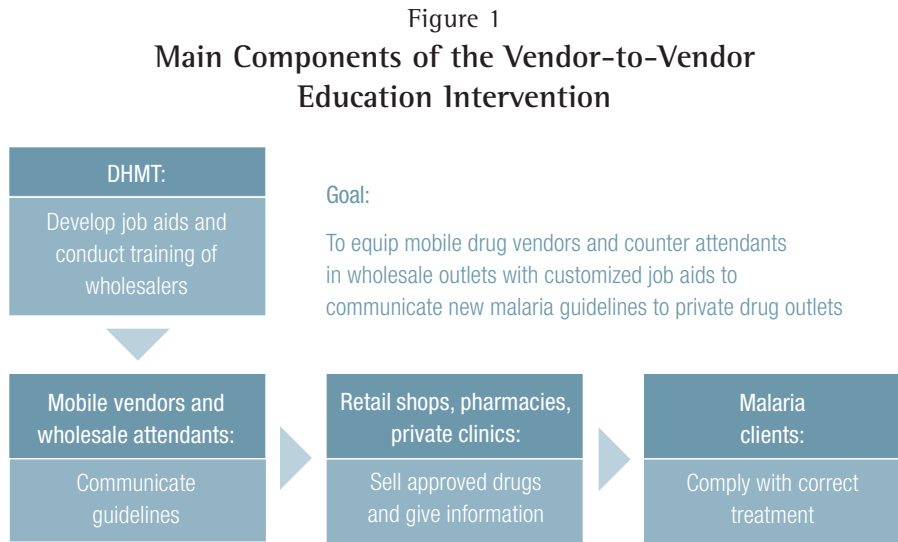 Figure 1
Main Components of the Vendor-to-Vendor
Education Intervention
DHMT:
Develop job aids and
conduct training of
wholesalers
Goal:
To equip mobile drug vendors and counter attendants
in wholesale outlets with customized job aids to
communicate new malaria guidelines to private drug outlets
Mobile vendors and
wholesale attendants:
Communicate
guidelines
Retail shops, pharmacies,
private clinics:
Sell approved drugs
and give information
Malaria
clients:
Comply with correct
treatment